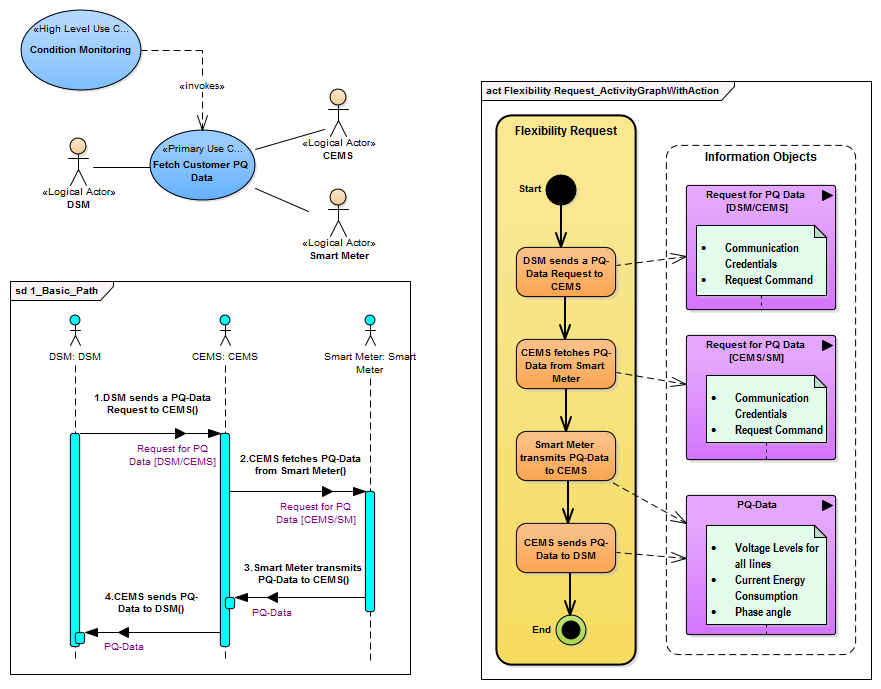 «High Level Use C...
Condition Monitoring
«invokes»
«Primary Use C...
Fetch Customer PQ
Data
«Logical Actor»
DSM
«Logical Actor»
CEMS
«Logical Actor»
Smart Meter
sd 1_Basic_Path
DSM: DSM
CEMS: CEMS
Smart Meter: Smart
Meter
1.DSM sends a PQ-Data
Request to CEMS()
Request for PQ
Data [DSM/CEMS]
2.CEMS fetches PQ-Data
from Smart Meter()
Request for PQ
Data [CEMS/SM]
3.Smart Meter transmits
PQ-Data to CEMS()
PQ-Data
4.CEMS sends PQ-
Data to DSM()
PQ-Data
act Flexibility Request_ActivityGraphWithAction
Flexibility Request
Start
DSM sends a PQ-
Data Request to
CEMS
CEMS fetches PQ-
Data from Smart
Meter
Smart Meter
transmits PQ-Data
to CEMS
CEMS sends PQ-
Data to DSM
End
Information Objects
Request for PQ Data
[DSM/CEMS]
• Communication
Credentials
• Request Command
Request for PQ Data
[CEMS/SM]
• Communication
Credentials
• Request Command
PQ-Data
• Voltage Levels for
all lines
• Current Energy
Consumption
• Phase angle